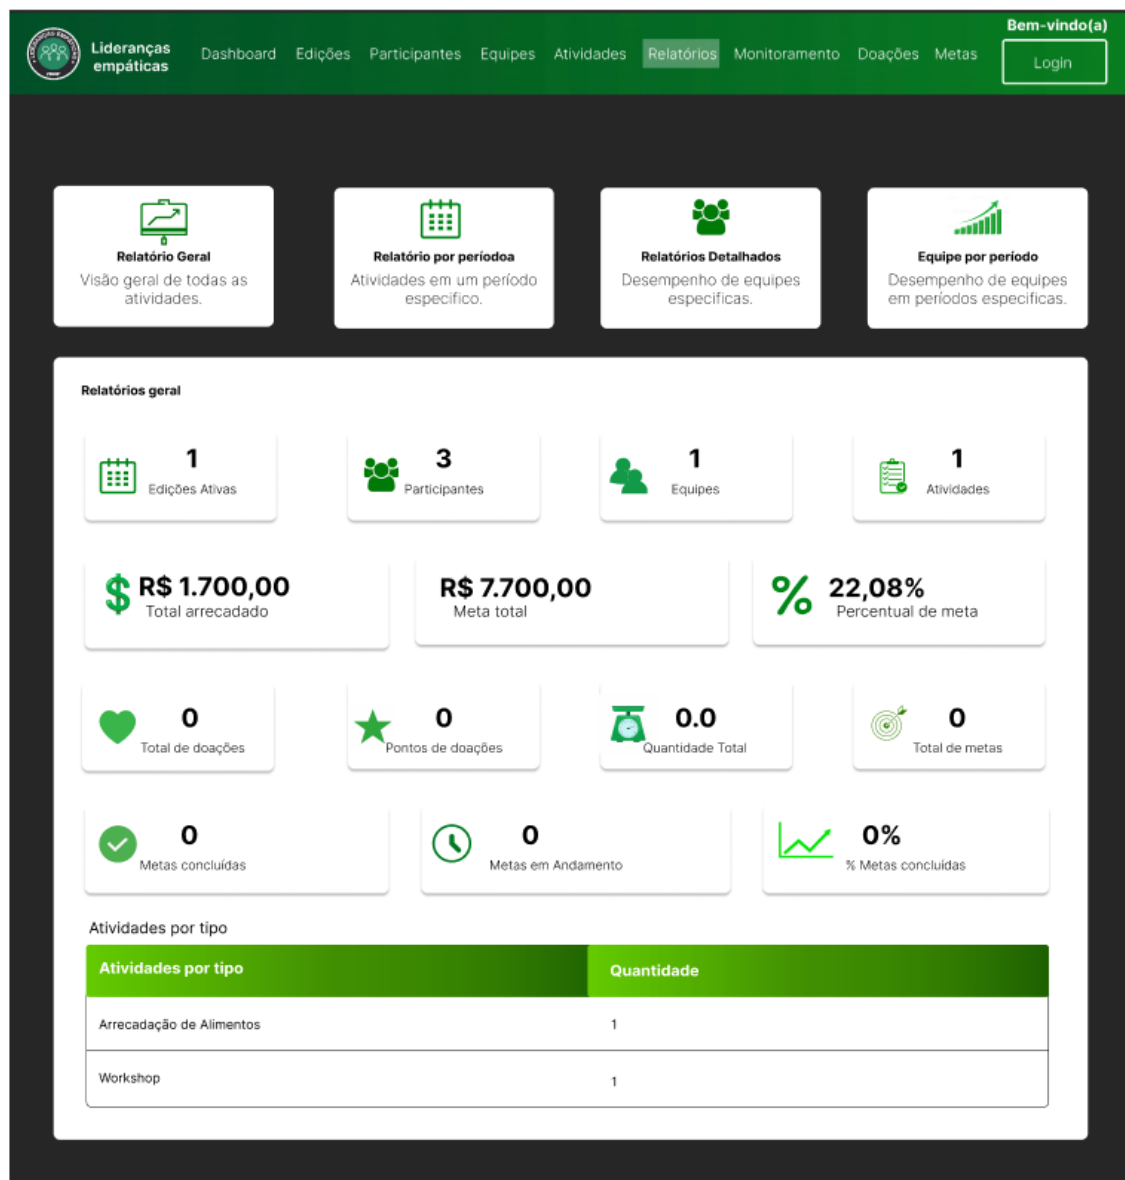 Bem-vindo(a)
Lideranças
empáticas
Dashboard
Edições
Participantes
Equipes
Atividades
Relatórios
Monitoramento
Doações
Metas
Login
Relatório Geral
Visão geral de todas as
atividades.
Relatório por períodoa
Atividades em um período
especifico.
Relatórios Detalhados
Desempenho de equipes
especificas.
Equipe por período
Desempenho de equipes
em períodos especificas.
Relatórios geral
1
Edições Ativas
3
Participantes
1
Equipes
1
Atividades
R$ 1.700,00
Total arrecadado
R$ 7.700,00
Meta total
22,08%
Percentual de meta
0
Total de doações
0
Pontos de doações
0.0
Quantidade Total
0
Total de metas
0
Metas concluídas
0
Metas em Andamento
0%
% Metas concluidas
Atividades por tipo
Atividades por tipo
Quantidade
Arrecadação de Alimentos
1
Workshop
1